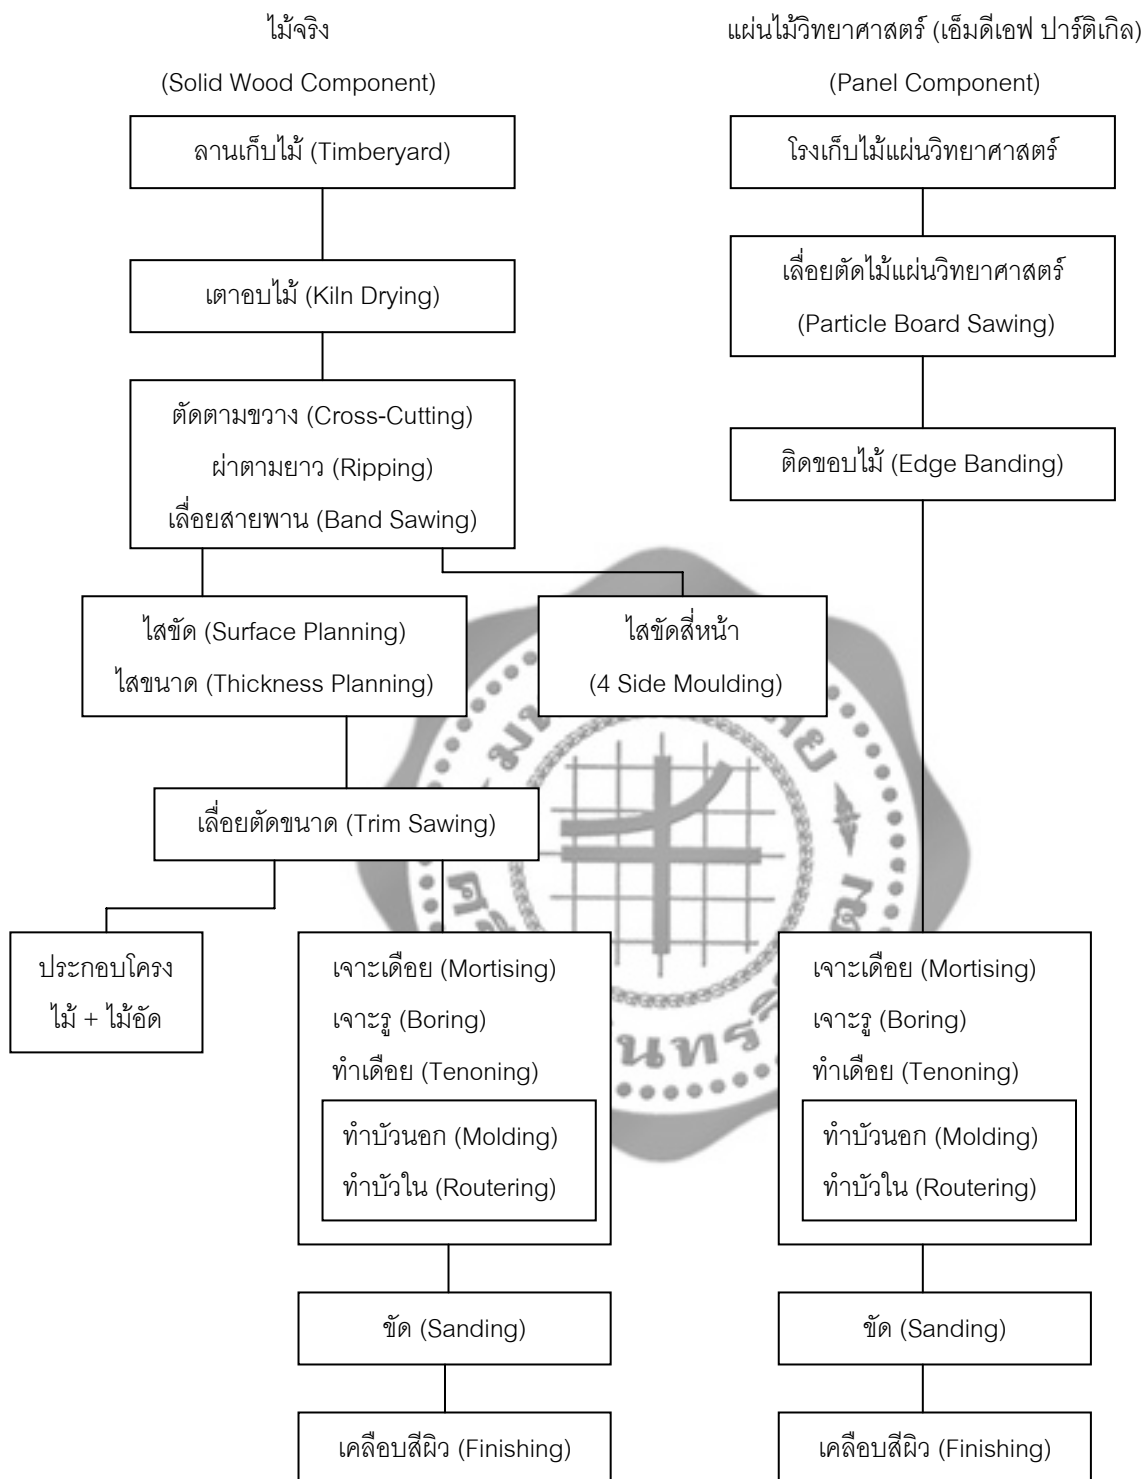 ไม้จริง
(Solid Wood Component)
ลานเก็บไม้ (Timberyard)
เตาอบไม้ (Kiln Drying)
ตัดตามขวาง (Cross-Cutting)
ผ่าตามยาว (Ripping)
เลื่อยสายพาน (Band Sawing)
ไสขัด (Surface Planning)
ไสขนาด (Thickness Planning)
ไสขัดสี่หน้า
(4 Side Moulding)
เลื่อยตัดขนาด (Trim Sawing)
ประกอบโครง
ไม้ + ไม้อัด
เจาะเดือย (Mortising)
เจาะรู (Boring)
ทำเดือย (Tenoning)
ทำบัวนอก (Molding)
ทำบัวใน (Routering)
ขัด (Sanding)
เคลือบสีผิว (Finishing)
แผ่นไม้วิทยาศาสตร์ (เอ็มดีเอฟ ปาร์ติเกิล)
(Panel Component)
โรงเก็บไม้แผ่นวิทยาศาสตร์
เลื่อยตัดไม้แผ่นวิทยาศาสตร์
(Particle Board Sawing)
ติดขอบไม้ (Edge Banding)
เจาะเดือย (Mortising)
เจาะรู (Boring)
ทำเดือย (Tenoning)
ทำบัวนอก (Molding)
ทำบัวใน (Routering)
ขัด (Sanding)
เคลือบสีผิว (Finishing)